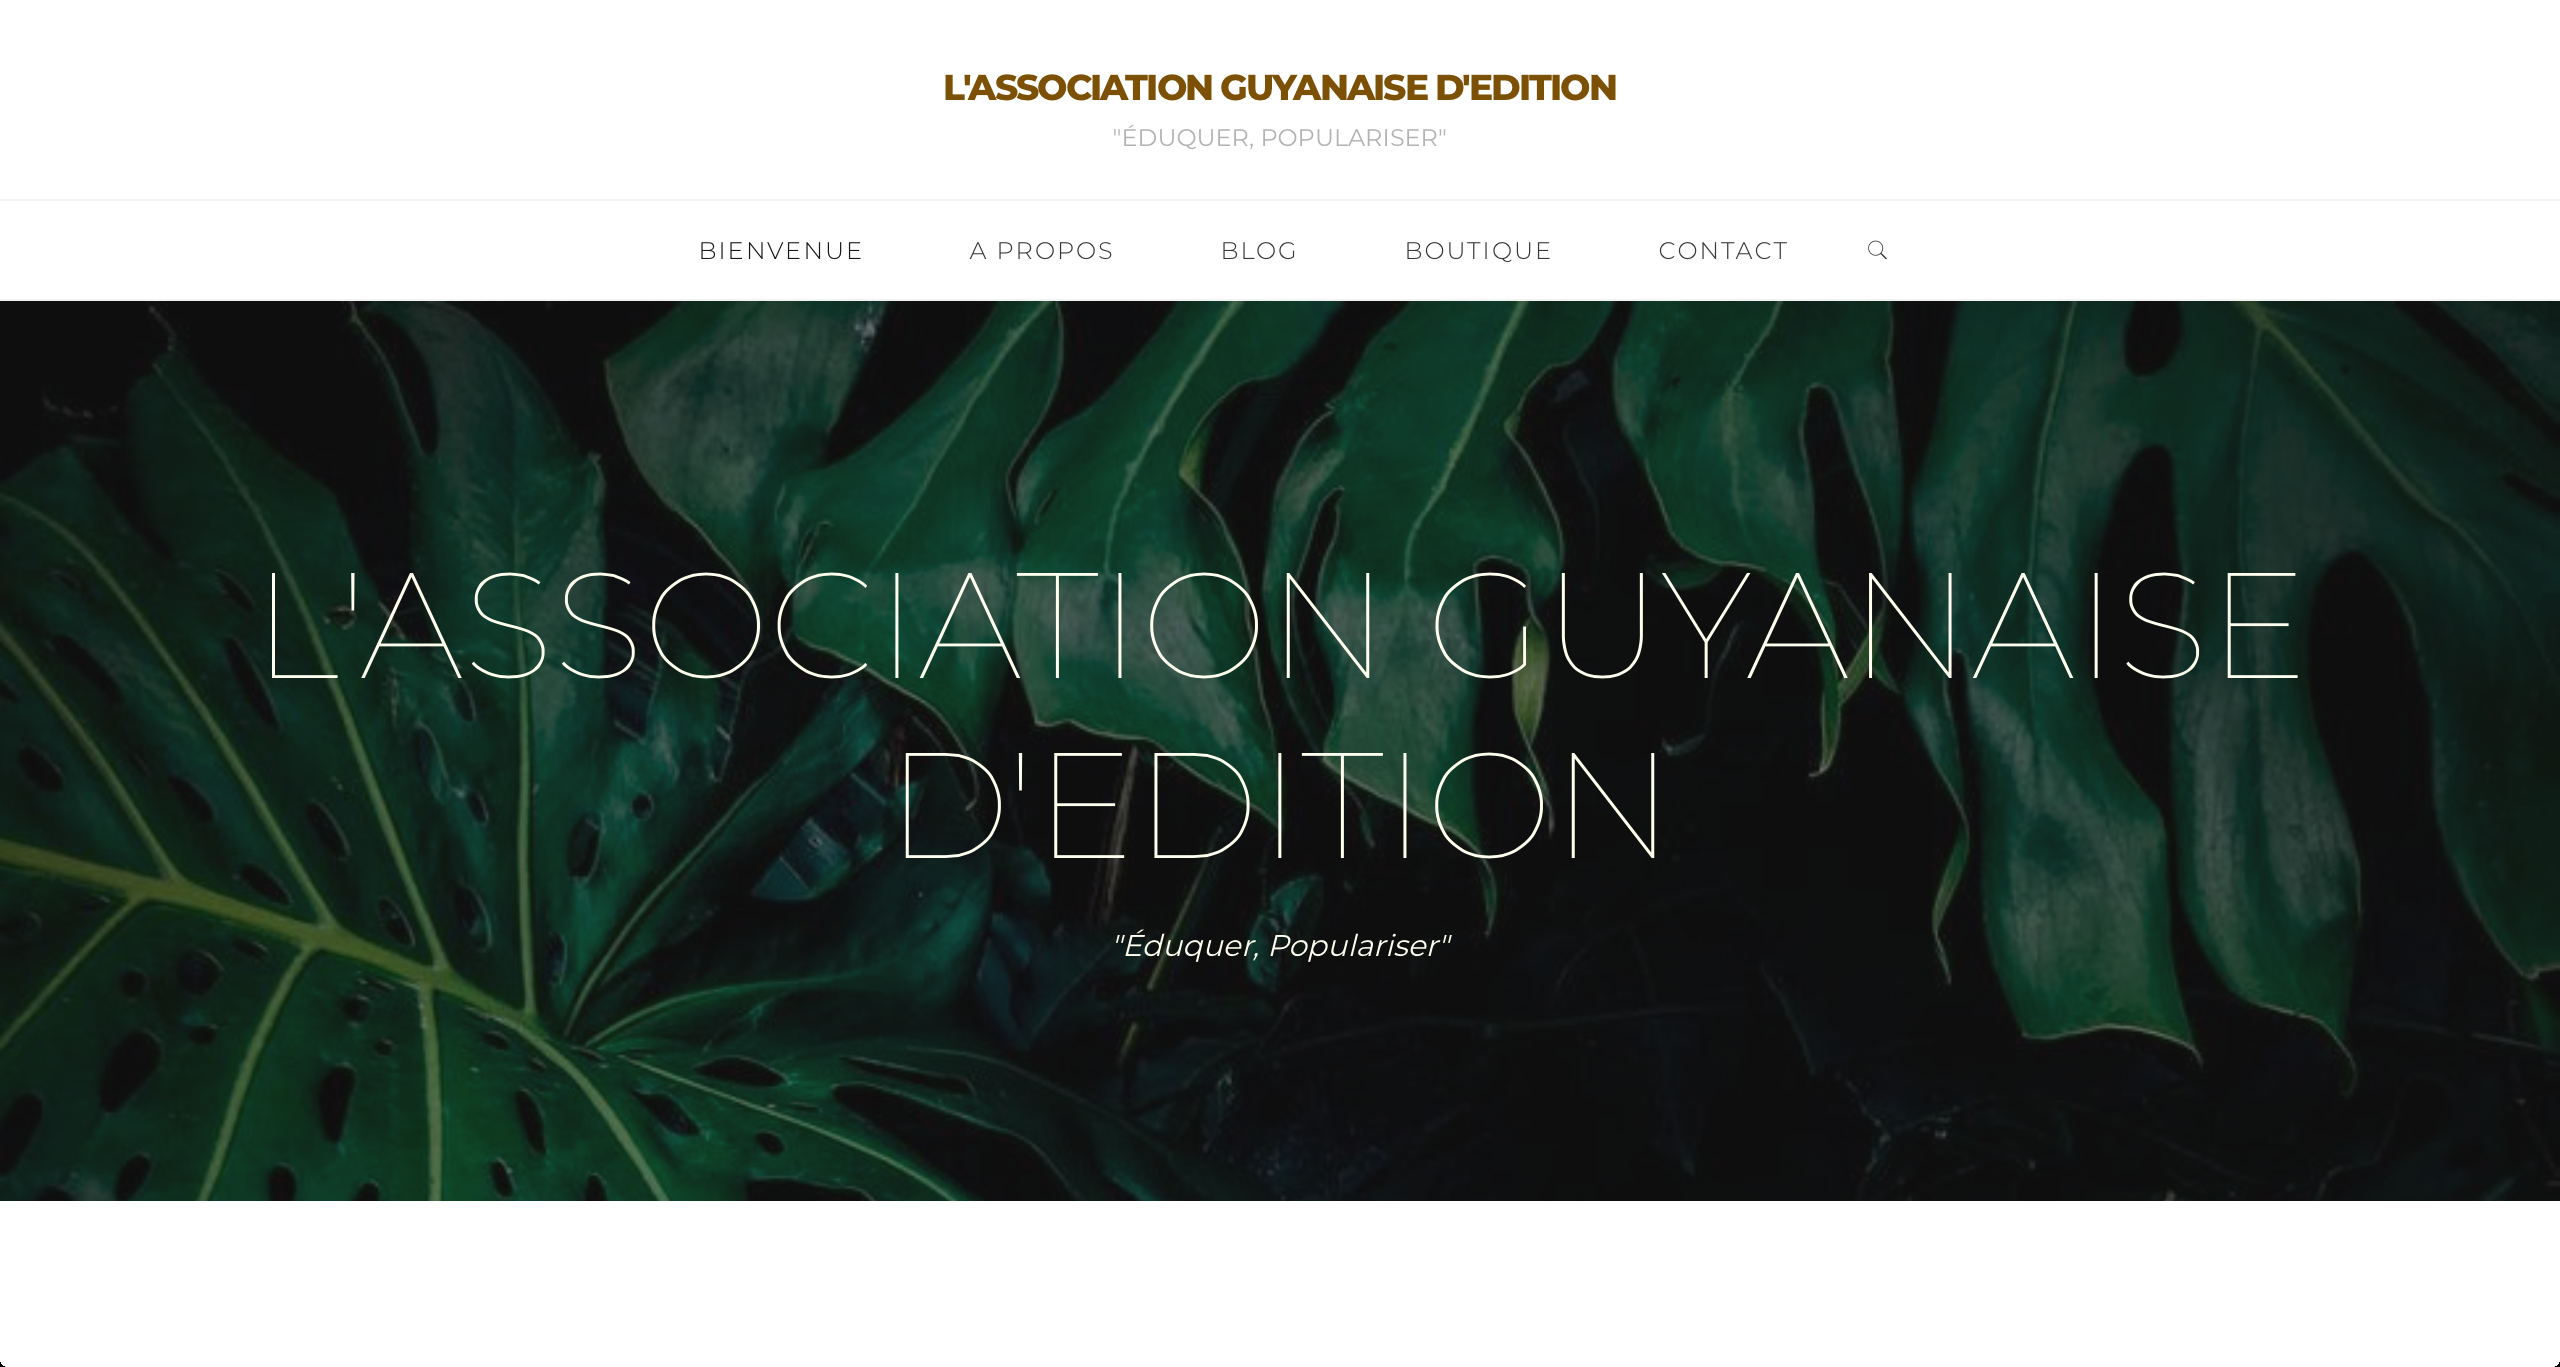 L'ASSOCIATION GUYANAISE D'EDITION
"ÉDUQUER, POPULARISER"
BIENVENUE A PROPOS BLOG BOUTIQUE CONTACT
L'ASSOCIATION GUYANAISE
D'EDITION
"Éduquer, Populariser"